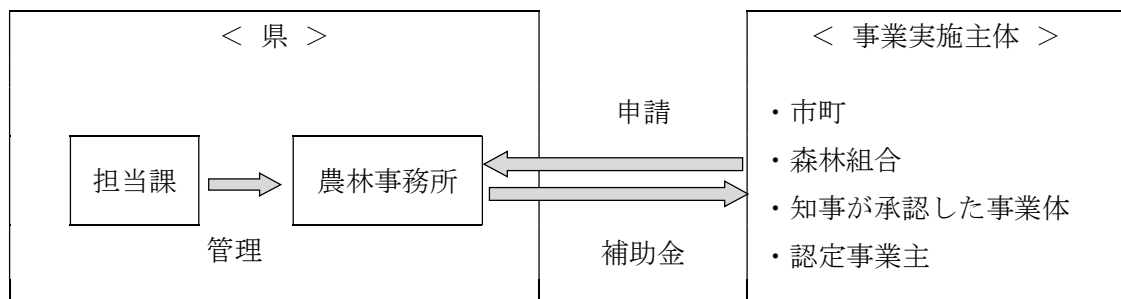 < 県 >
担当課
農林事務所
管理
申請
補助金
< 事業実施主体 >
・市町
・森林組合
・知事が承認した事業体
・認定事業主